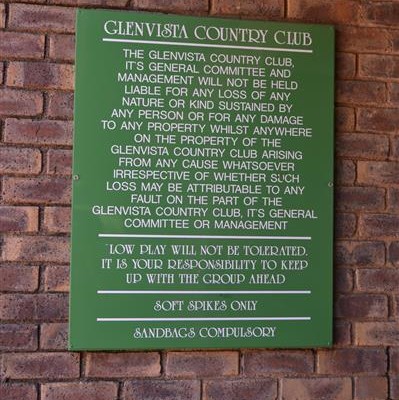 GLENVISTA COUNTRY CLUB
THE GLENVISTA COUNTRY CLUB,
IT'S GENERAL COMMITTEE AND
MANAGEMENT WILL NOT BE HELD
LIABLE FOR ANY LOSS OF ANY
NATURE OR KIND SUSTAINED BY
ANY PERSON OR FOR ANY DAMAGE
TO ANY PROPERTY WHILST ANYWHERE
ON THE PROPERTY OF THE
GLENVISTA COUNTRY CLUB ARISING
FROM ANY CAUSE WHATSOEVER
IRRESPECTIVE OF WHETHER SUCH
LOSS MAY BE ATTRIBUTABLE TO ANY
FAULT ON THE PART OF THE
GLENVISTA COUNTRY CLUB, IT'S GENERAL
COMMITTEE OR MANAGEMENT
LOW PLAY WILL NOT BE TOLERATED.
IT IS YOUR RESPONSIBILITY TO KEEP
UP WITH THE GROUP AHEAD
SOFT SPIKES ONLY
SANDBAGS COMPULSORY